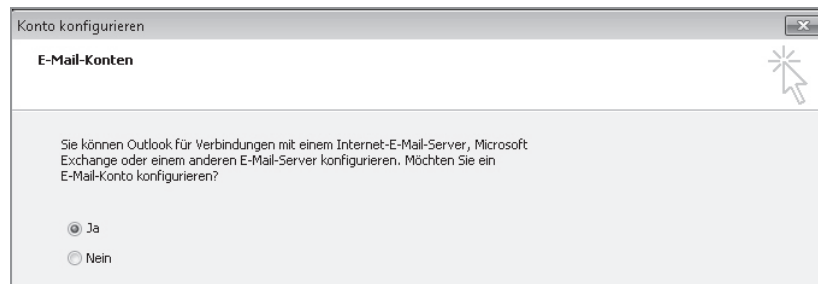 Konto konfigurieren
E-Mail-Konten
Sie können Outlook für Verbindungen mit einem Internet-E-Mail-Server, Microsoft
Exchange oder einem anderen E-Mail-Server konfigurieren. Möchten Sie ein
E-Mail-Konto konfigurieren?
Ja
Nein